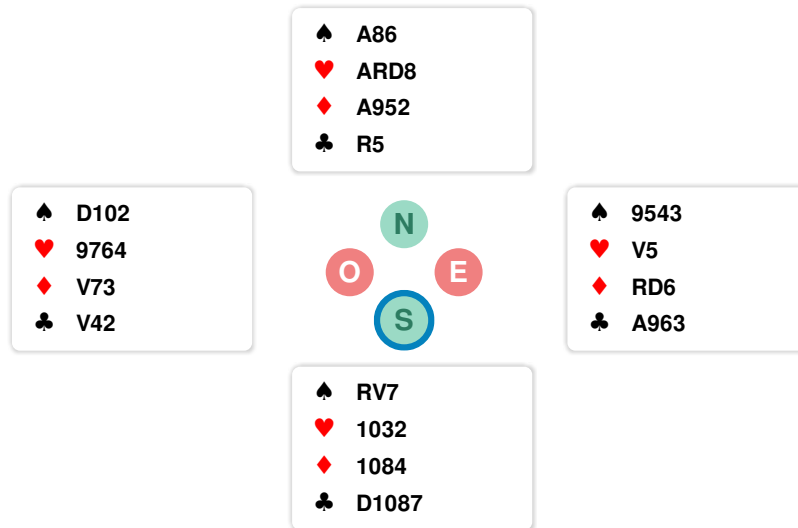 ♠ A86
♥ ARD8
♦ A952
♣ R5
♠ D102
♥ 9764
♦ V73
♣ V42
N
O E
S
♠ 9543
♥ V5
♦ RD6
♣ A963
♠ RV7
♥ 1032
♦ 1084
♣ D1087